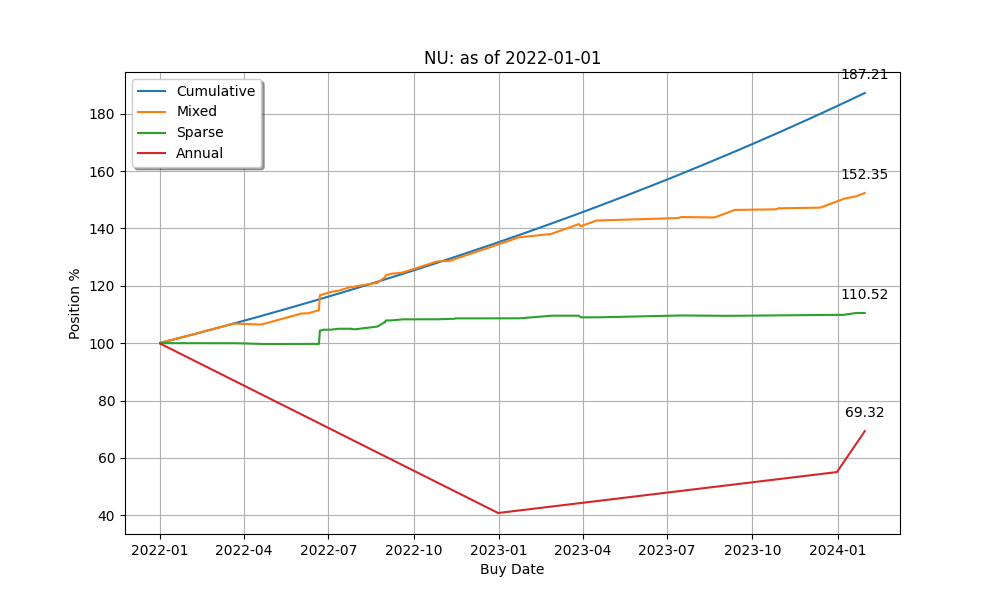 NU: as of 2022-01-01
187.21
Cumulative
Mixed
Sparse
Annual
152.35
110.52
69.32
180
160
140
120
100
80
60
40
Position %
2022-01 2022-04 2022-07 2022-10 2023-01 2023-04 2023-07 2023-10 2024-01
Buy Date